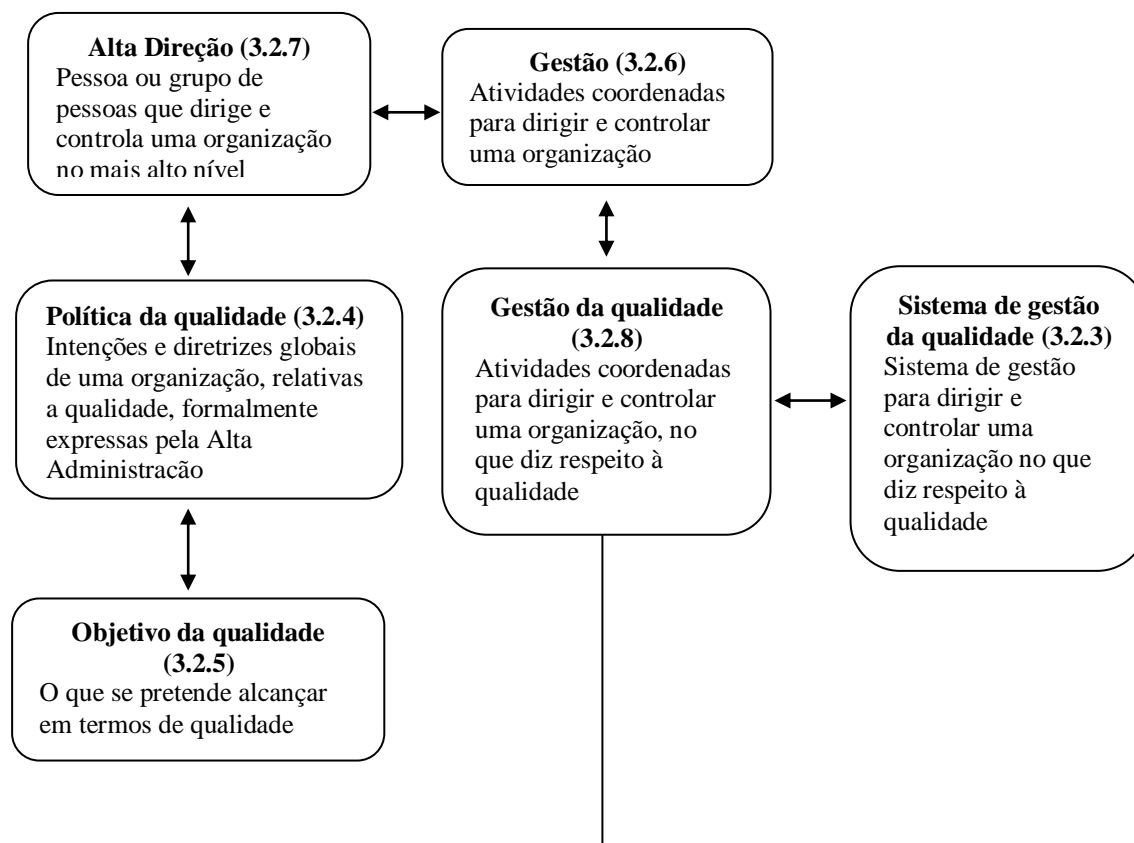 Alta Direção (3.2.7)
Pessoa ou grupo de
pessoas que dirige e
controla uma organização
no mais alto nível
Gestão (3.2.6)
Atividades coordenadas
para dirigir e controlar
uma organização
Política da qualidade (3.2.4)
Intenções e diretrizes globais
de uma organização, relativas
a qualidade, formalmente
expressas pela Alta
Administração
Gestão da qualidade
(3.2.8)
Atividades coordenadas
para dirigir e controlar
uma organização, no
que diz respeito à
qualidade
Sistema de gestão
da qualidade (3.2.3)
Sistema de gestão
para dirigir e
controlar uma
organização no que
diz respeito à
qualidade
Objetivo da qualidade
(3.2.5)
O que se pretende alcançar
em termos de qualidade